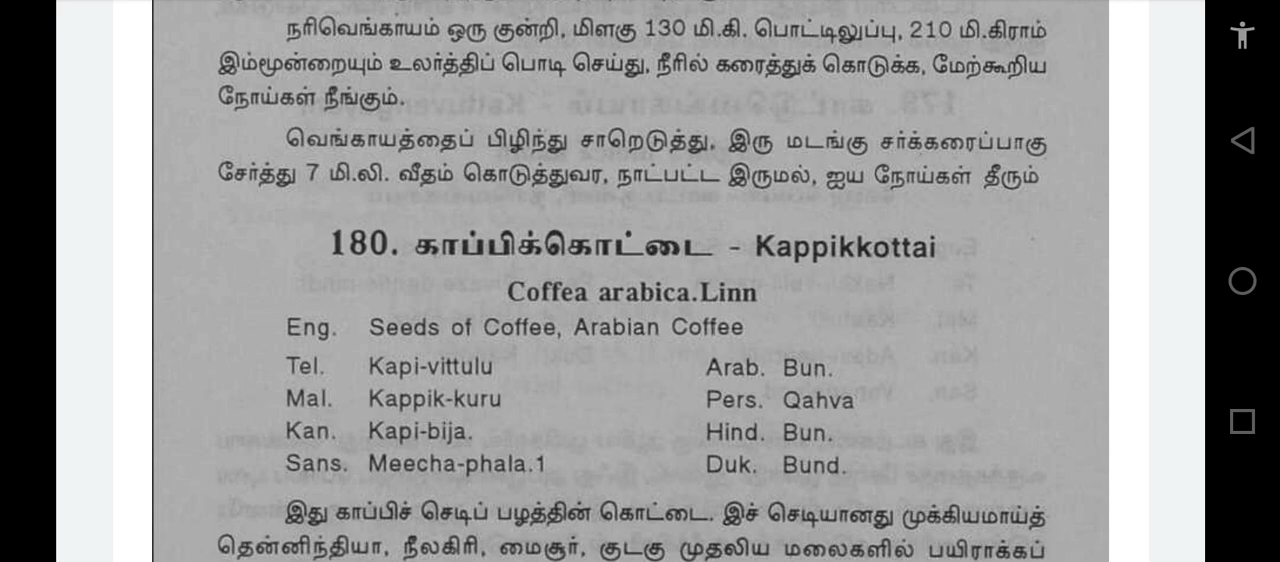 நரிவெங்காயம் ஒரு குன்றி, மிளகு 130 மி.கி. பொட்டிலுப்பு, 210 மி.கிராம்
இம்மூன்றையும் உலர்த்திப் பொடி செய்து, நீரில் கரைத்துக் கொடுக்க, மேற்கூறிய
நோய்கள் நீங்கும்.
வெங்காயத்தைப் பிழிந்து சாறெடுத்து, இரு மடங்கு சர்க்கரைப்பாகு
சேர்த்து 7 மி.லி. வீதம் கொடுத்துவர, நாட்பட்ட இருமல், ஐய நோய்கள் தீரும்
180. காப்பிக்கொட்டை - Kappikkottai
Coffea arabica.Linn
Eng. Seeds of Coffee, Arabian Coffee
Tel. Kapi-vittulu Arab. Bun.
Mal. Kappik-kuru Pers. Qahva
Kan. Kapi-bija. Hind. Bun.
Sans. Meecha-phala.1 Duk. Bund.
இது காப்பிச் செடிப் பழத்தின் கொட்டை. இச் செடியானது முக்கியமாய்த்
தென்னிந்தியா, நீலகிரி, மைசூர், குடகு முதலிய மலைகளில் பயிராக்கப்